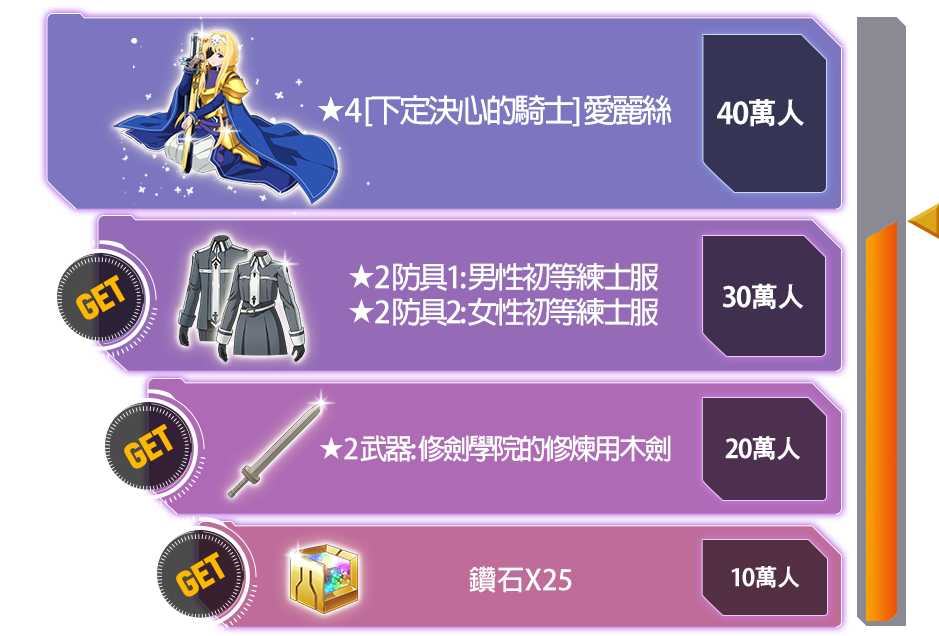 ★4 [下定決心的騎士] 愛麗絲
40萬人
GET
★2 防具1: 男性初等練士服
★2 防具2: 女性初等練士服
30萬人
GET
★2 武器: 修劍學院的修煉用木劍
20萬人
GET
鑽石X25
10萬人